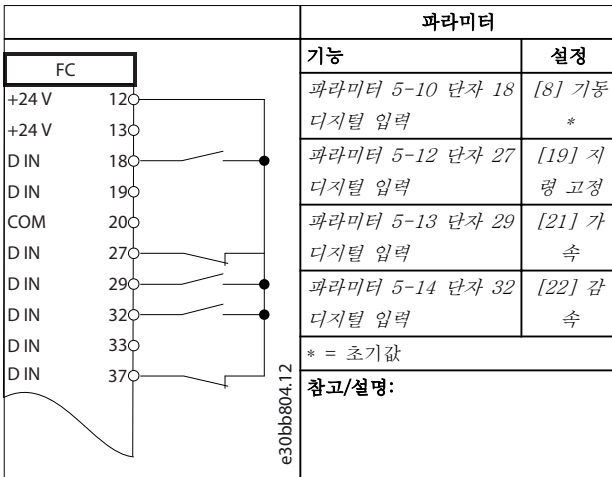 FC
+24 V 12
+24 V 13
D IN 18
D IN 19
COM 20
D IN 27
D IN 29
D IN 32
D IN 33
D IN 37
e30bb804.12
파라미터
기능 설정
파라미터 5-10 단자 18 [8] 기동
디지털 입력 *
파라미터 5-12 단자 27 [19] 지
디지털 입력 령 고정
파라미터 5-13 단자 29 [21] 가
디지털 입력 속
파라미터 5-14 단자 32 [22] 감
디지털 입력 속
* = 초기값
참고/설명: